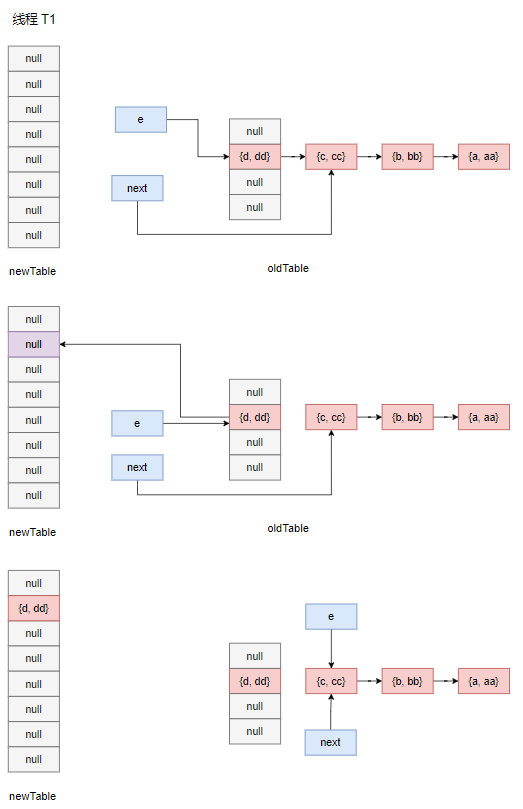 线程 T1
null
null
null
null
null
null
null
null
newTable
e
next
null
{d, dd}
null
null
{c, cc}
{b, bb}
{a, aa}
oldTable
null
null
null
null
null
null
null
null
newTable
e
next
null
{d, dd}
null
null
{c, cc}
{b, bb}
{a, aa}
oldTable
null
{d, dd}
null
null
null
null
null
null
newTable
null
{d, dd}
null
null
e
{c, cc}
{b, bb}
{a, aa}
next